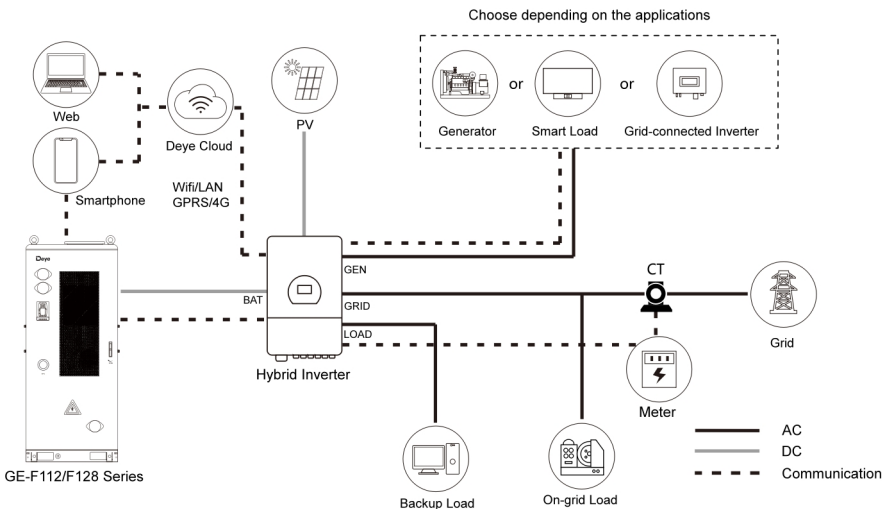 Choose depending on the applications
Web
Deye Cloud
PV
Generator
or
Smart Load
or
Grid-connected Inverter
Smartphone
Wifi/LAN
GPRS/4G
Deye
BAT
GEN
GRID
LOAD
Hybrid Inverter
CT
Grid
Meter
GE-F112/F128 Series
Backup Load
On-grid Load
AC
DC
Communication